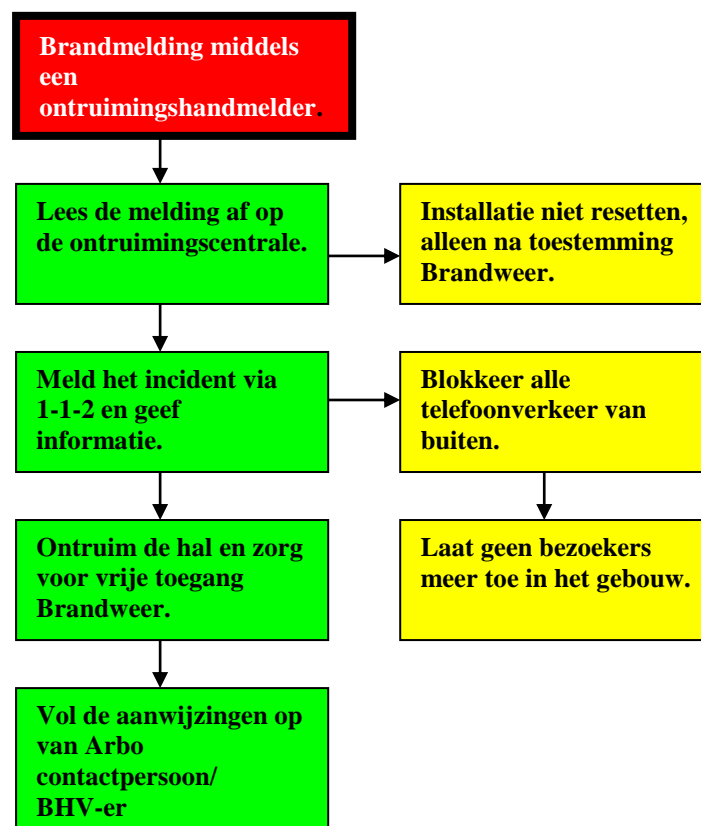 Brandmelding middels
een
ontruimingshandmelder.
Lees de melding af op
de ontruimingscentrale.
Installatie niet resetten,
alleen na toestemming
Brandweer.
Meld het incident via
1-1-2 en geef
informatie.
Blokkeer alle
telefoonverkeer van
buiten.
Ontruim de hal en zorg
voor vrije toegang
Brandweer.
Laat geen bezoekers
meer toe in het gebouw.
Vol de aanwijzingen op
van Arbo
contactpersoon/
BHV-er